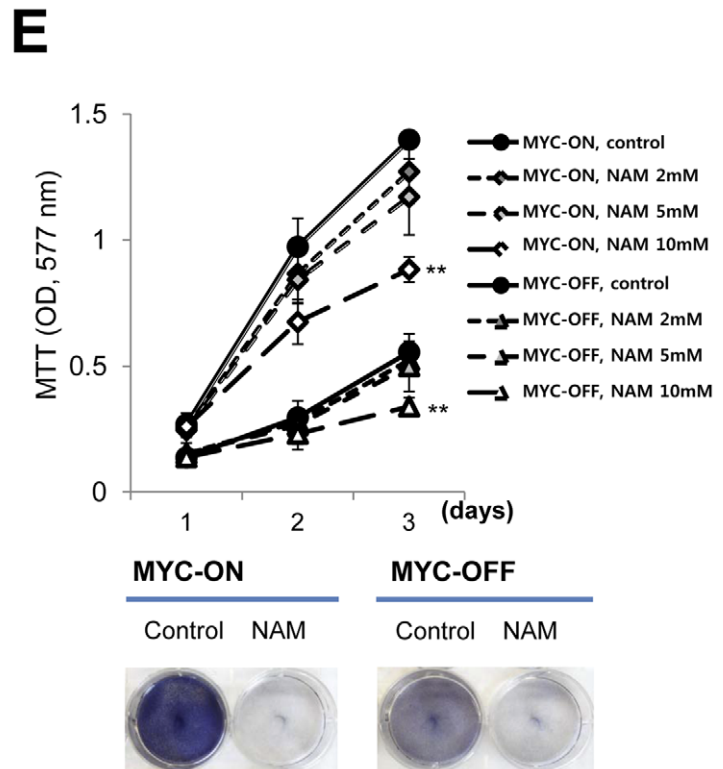 E
MTT (OD, 577 nm)
1.5
1
0.5
0
1 2 3 (days)
**
**
MYC-ON, control
MYC-ON, NAM 2mM
MYC-ON, NAM 5mM
MYC-ON, NAM 10mM
MYC-OFF, control
MYC-OFF, NAM 2mM
MYC-OFF, NAM 5mM
MYC-OFF, NAM 10mM
MYC-ON MYC-OFF
Control NAM Control NAM